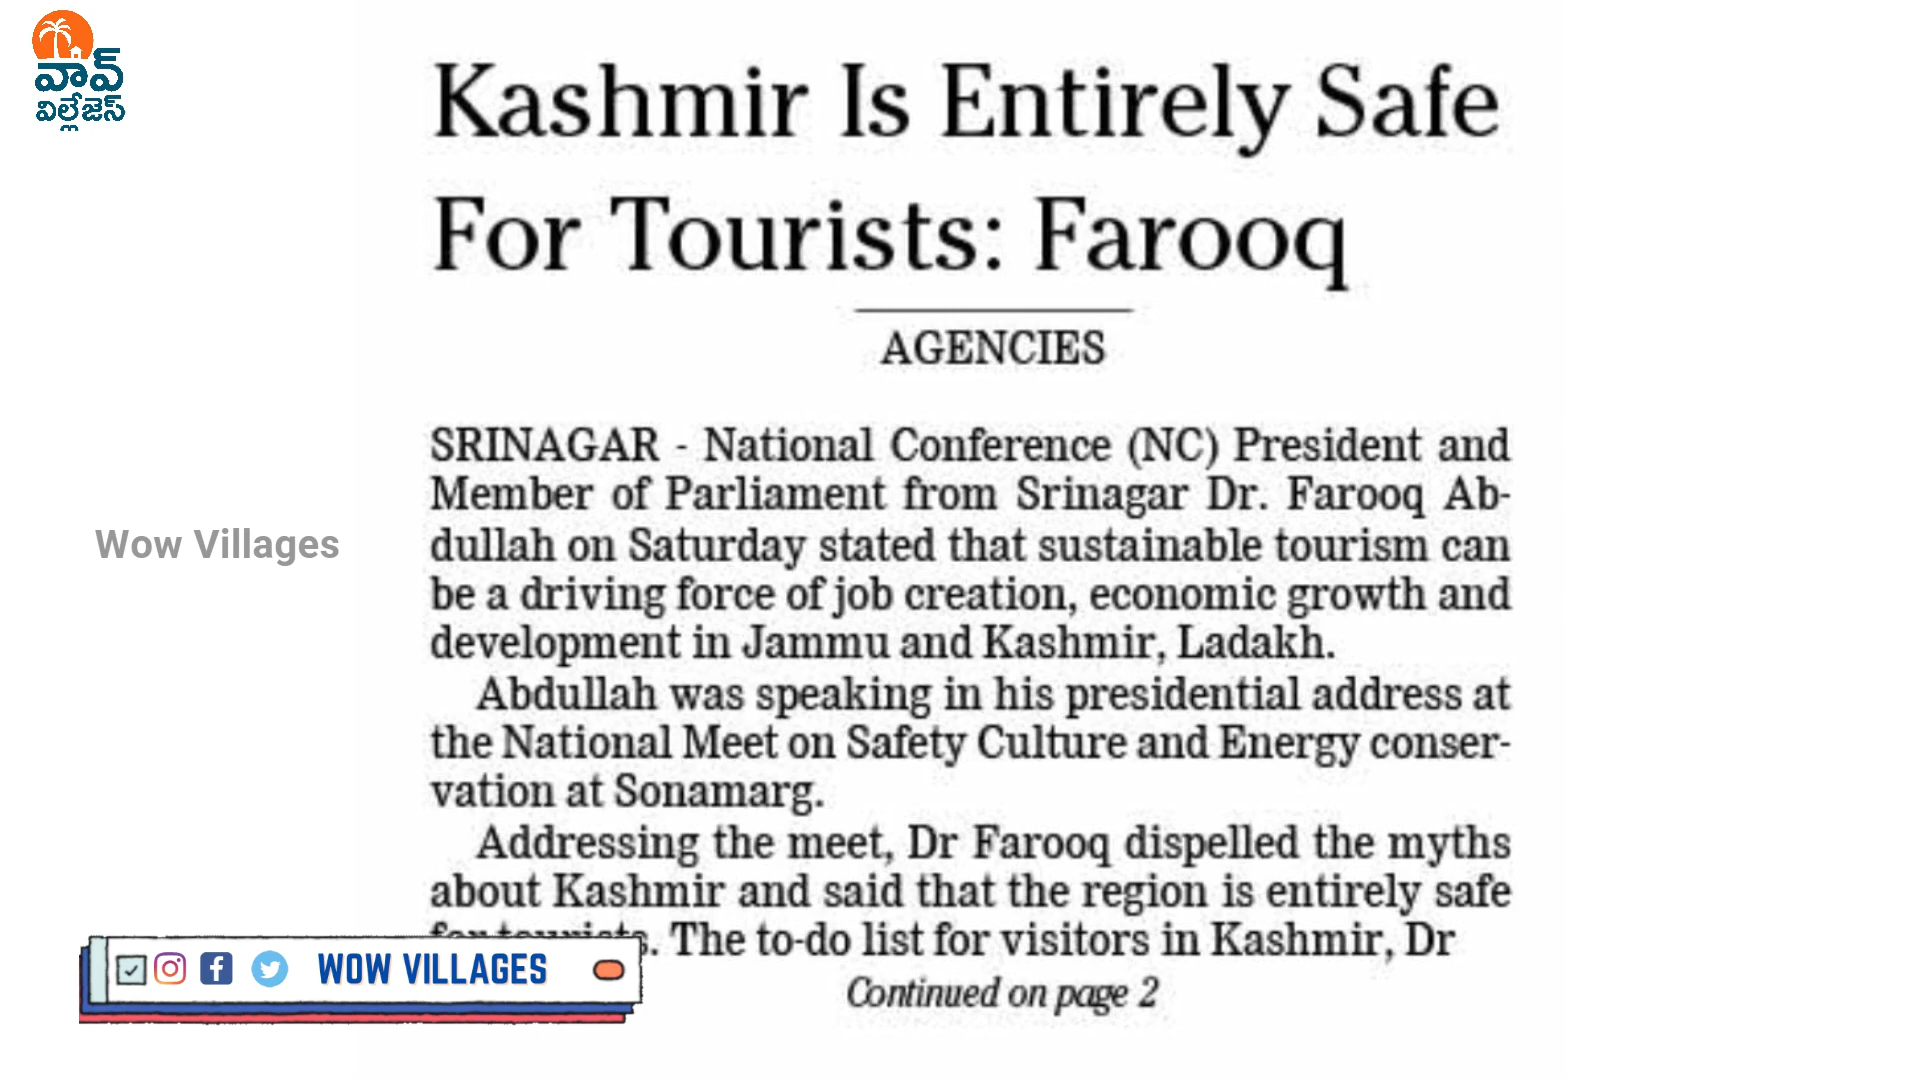 వావ్
విల్లేజెస్
Kashmir Is Entirely Safe
For Tourists: Farooq
AGENCIES
SRINAGAR - National Conference (NC) President and
Member of Parliament from Srinagar Dr. Farooq Ab-
dullah on Saturday stated that sustainable tourism can
be a driving force of job creation, economic growth and
development in Jammu and Kashmir, Ladakh.
Abdullah was speaking in his presidential address at
the National Meet on Safety Culture and Energy conser-
vation at Sonamarg.
Addressing the meet, Dr Farooq dispelled the myths
about Kashmir and said that the region is entirely safe
for tourists. The to-do list for visitors in Kashmir, Dr
Continued on page 2
Wow Villages
WOW VILLAGES